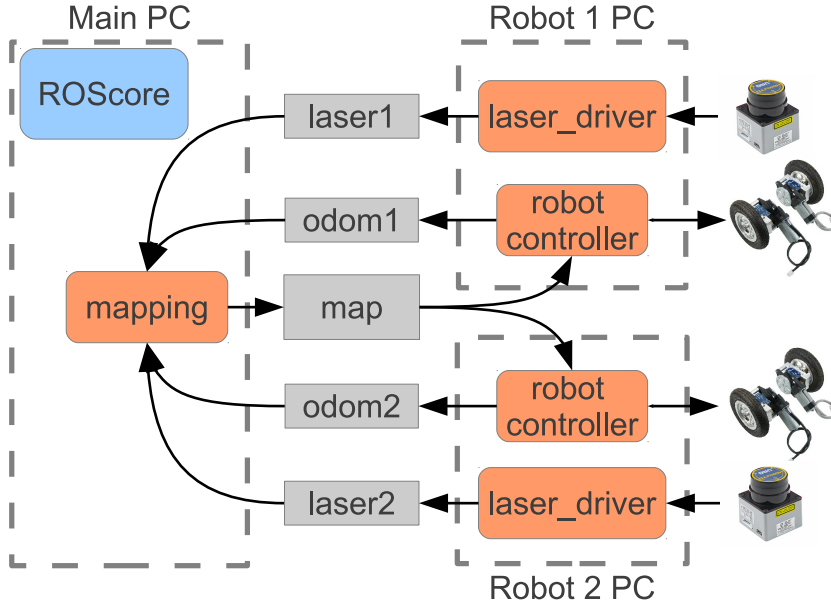 Main PC
Robot 1 PC
ROScore
laser1
laser_driver
odom1
robot
controller
mapping
map
odom2
robot
controller
laser2
laser_driver
Robot 2 PC